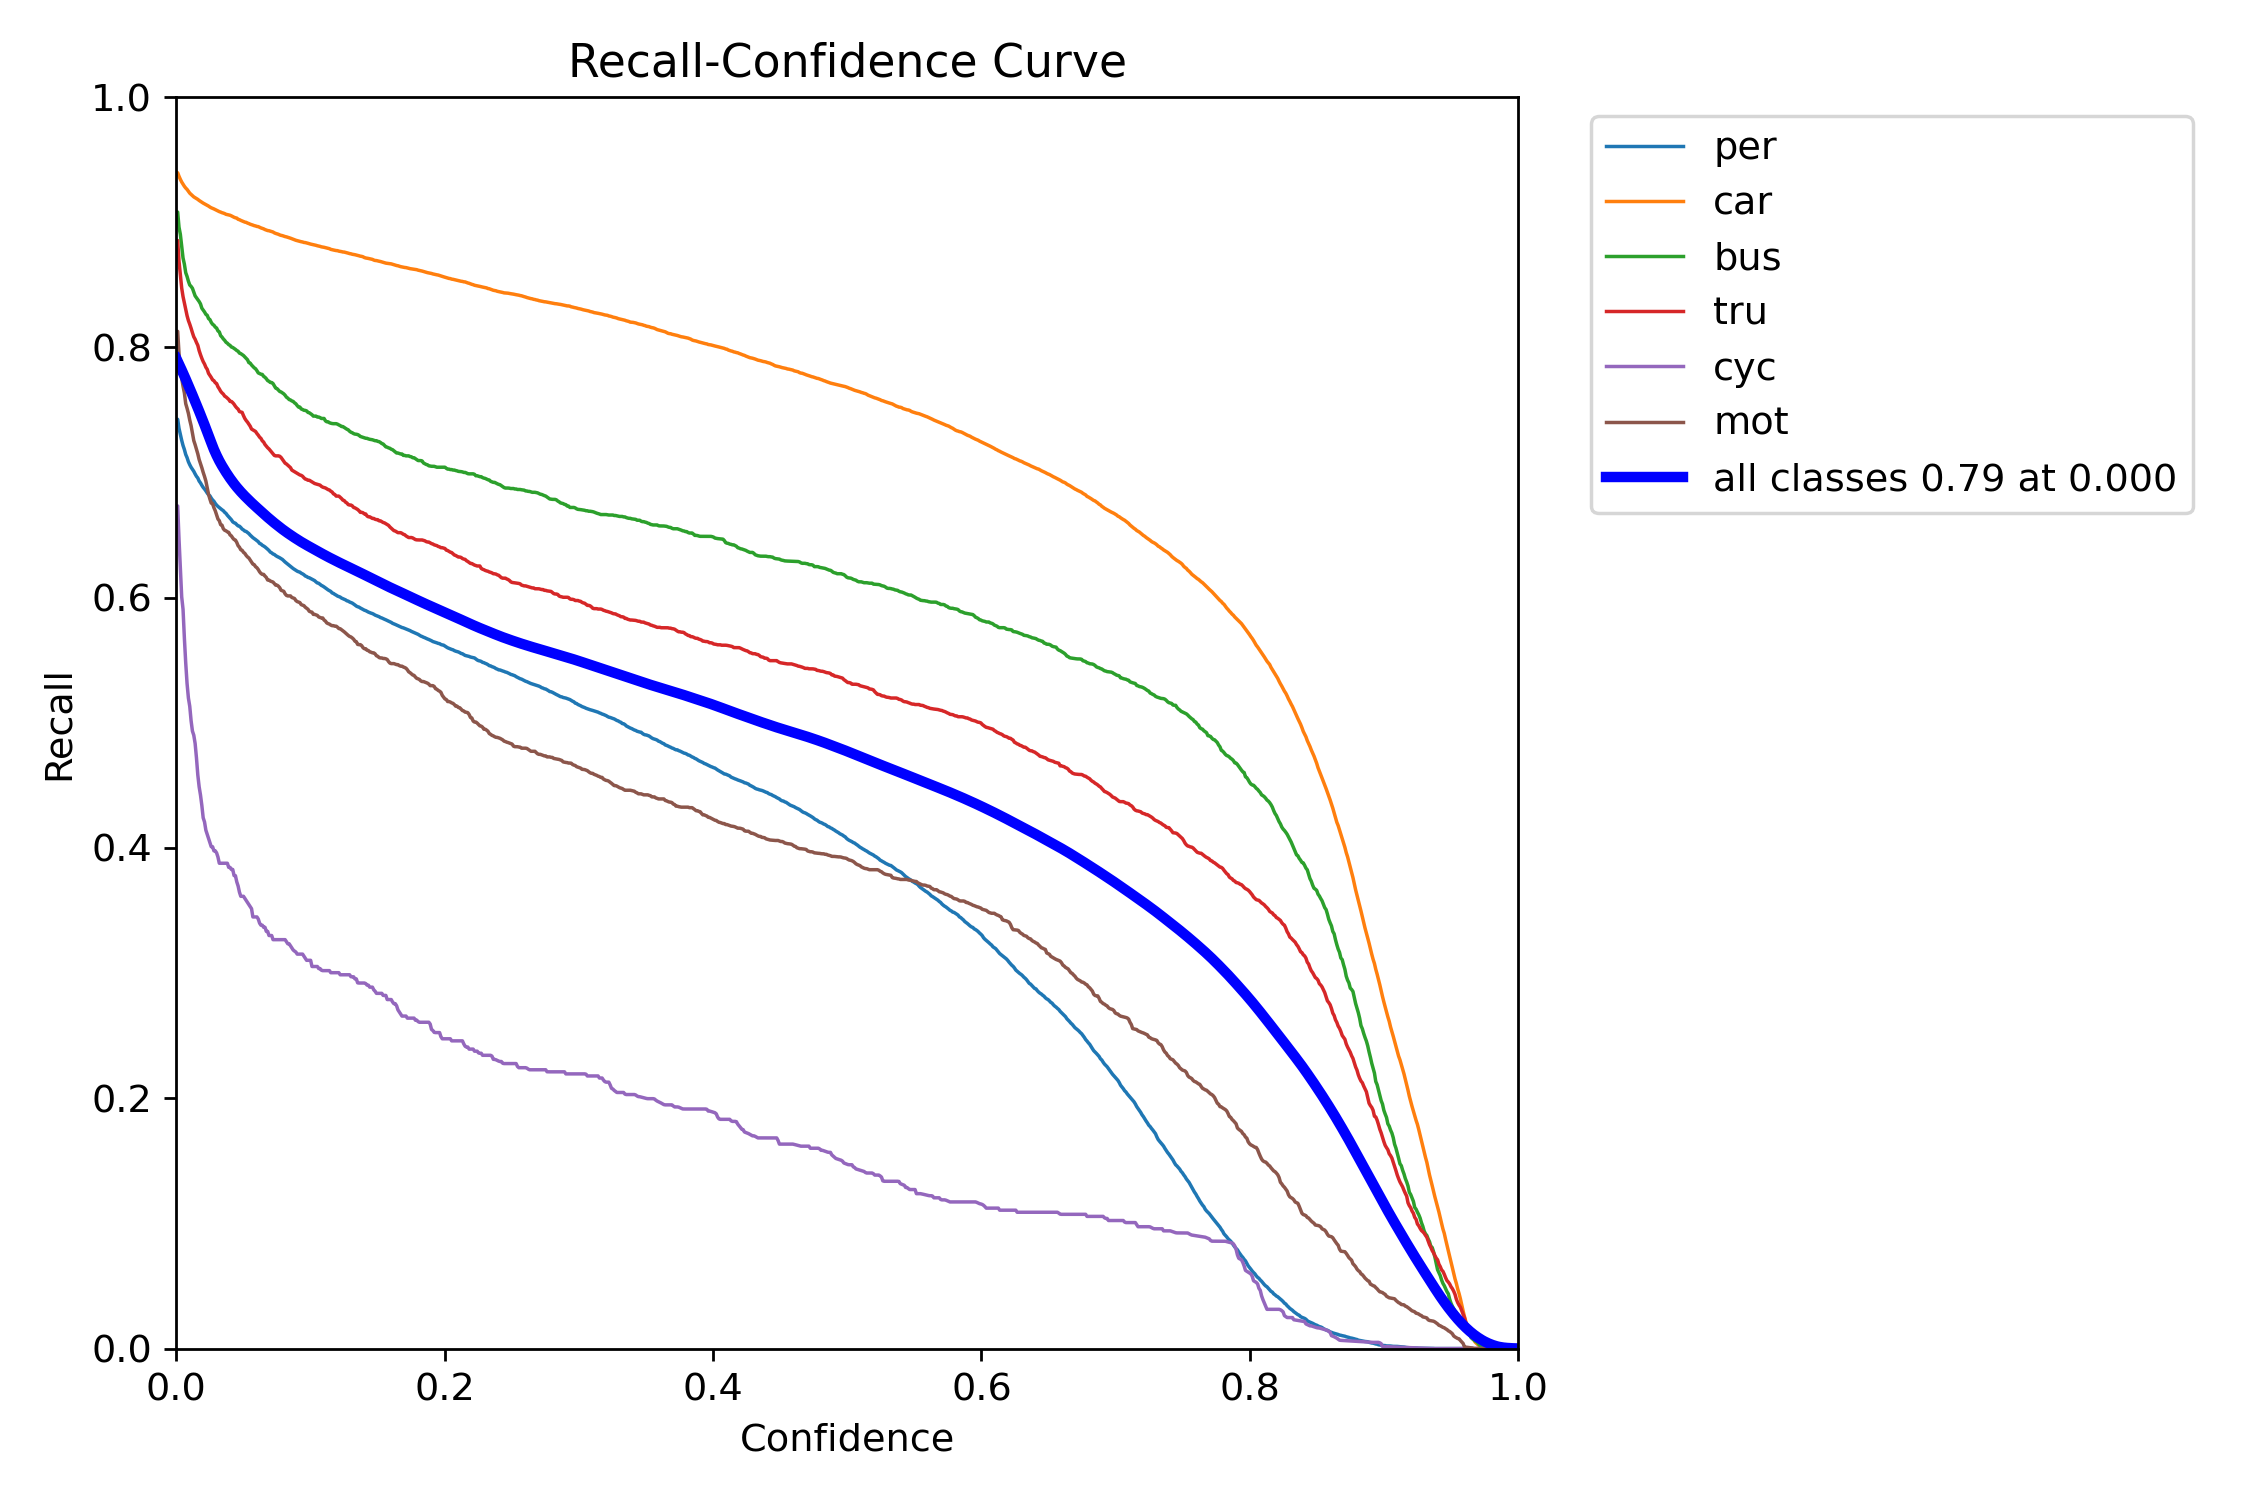 Recall-Confidence Curve
1.0
0.8
0.6
0.4
0.2
0.0
Recall
0.0 0.2 0.4 0.6 0.8 1.0
Confidence
per
car
bus
tru
cyc
mot
all classes 0.79 at 0.000